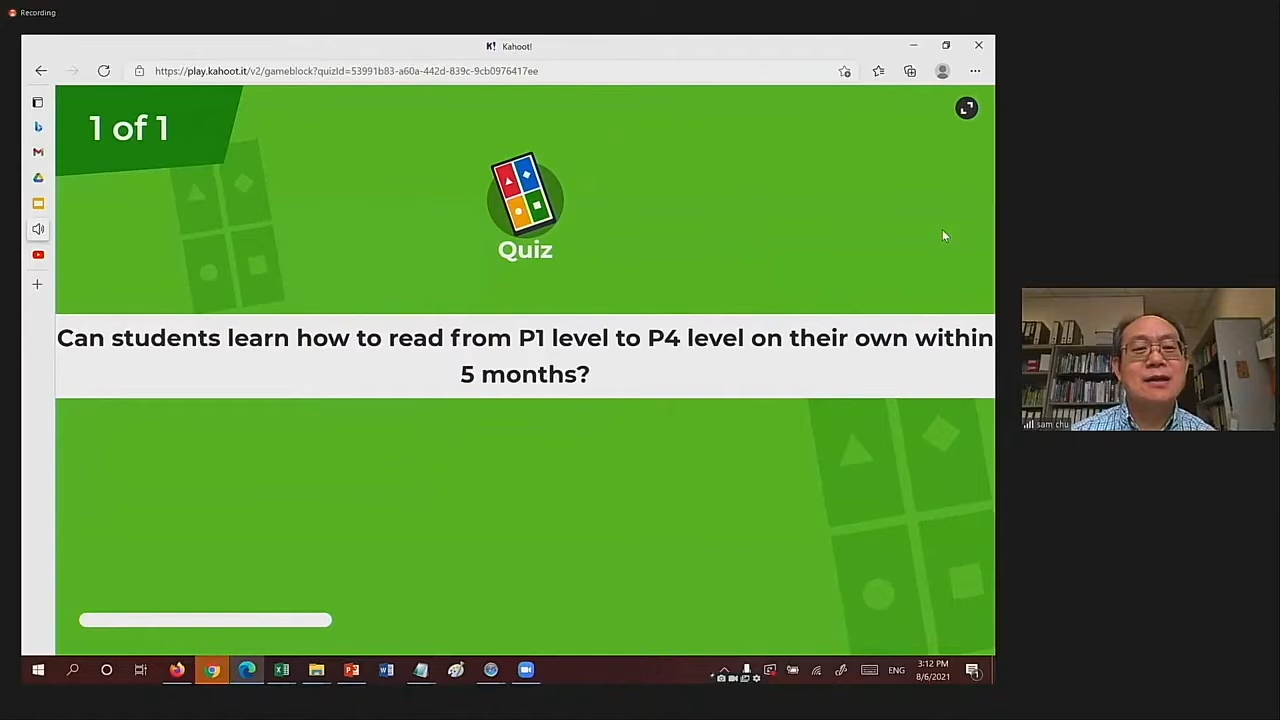 Recording
K! Kahoot!
https://play.kahoot.it/v2/gameblock?quizId=53991b83-a60a-442d-839c-9cb0976417ee
1 of 1
Quiz
Can students learn how to read from P1 level to P4 level on their own within
5 months?
sam chu
ENG
3:12 PM
8/6/2021